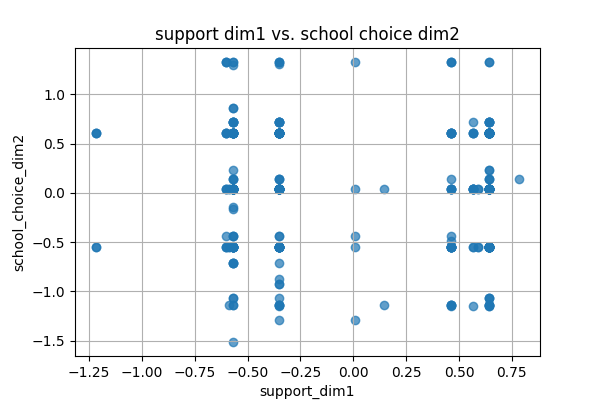 support dim1 vs. school choice dim2
1.0
0.5
0.0
−0.5
−1.0
−1.5
school_choice_dim2
−1.25 −1.00 −0.75 −0.50 −0.25 0.00 0.25 0.50 0.75
support_dim1